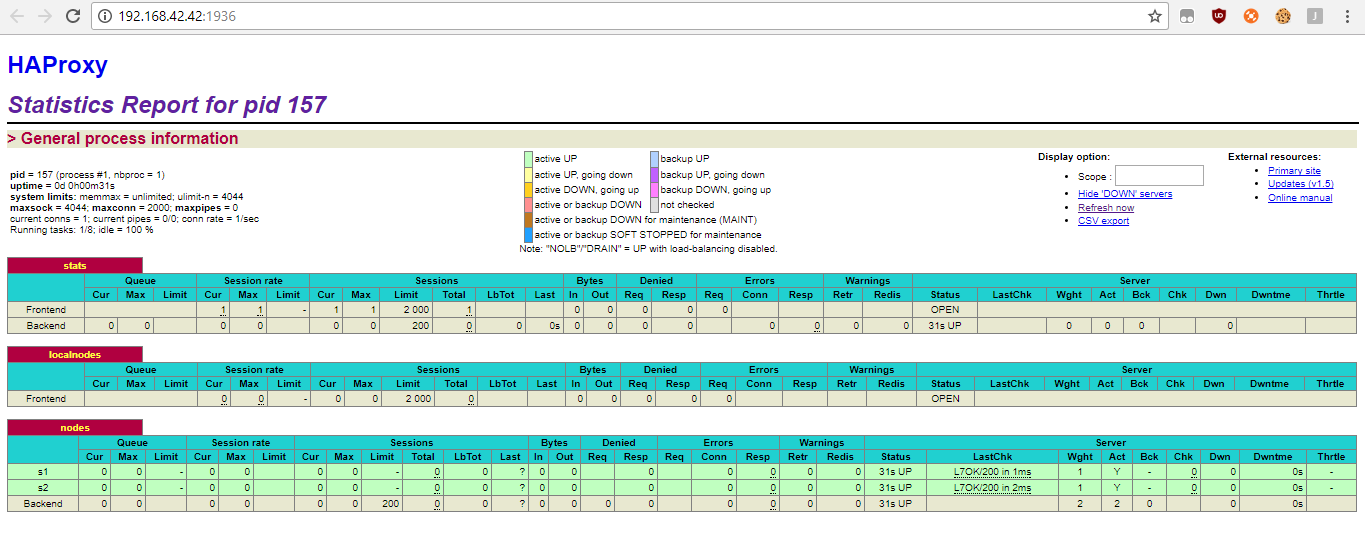 192.168.42.42:1936
HAProxy
Statistics Report for pid 157
> General process information
pid = 157 (process #1, nbproc = 1)
uptime = 0d 0h00m31s
system limits: memmax = unlimited; ulimit-n = 4044
maxsock = 4044; maxconn = 2000; maxpipes = 0
current conns = 1; current pipes = 0/0; conn rate = 1/sec
Running tasks: 1/8; idle = 100 %
active UP backup UP
active UP, going down backup UP, going down
active DOWN, going up backup DOWN, going up
active or backup DOWN not checked
active or backup DOWN for maintenance (MAINT)
active or backup SOFT STOPPED for maintenance
Note: "NOLB"/"DRAIN" = UP with load-balancing disabled.
Display option:
Scope :
Hide 'DOWN' servers
Refresh now
CSV export
External resources:
Primary site
Updates (v1.5)
Online manual
stats
Queue Session rate Sessions Bytes Denied Errors Warnings Server
Cur Max Limit Cur Max Limit Cur Max Limit Total LbTot Last In Out Req Resp Req Conn Resp Retr Redis Status LastChk Wght Act Bck Chk Dwn Dwntme Thrtle
Frontend 1 1 - 1 1 2 000 1 0 0 0 0 0 OPEN
Backend 0 0 0 0 0 0 200 0 0 0s 0 0 0 0 0 0 0 0 31s UP 0 0 0 0
localnodes
Queue Session rate Sessions Bytes Denied Errors Warnings Server
Cur Max Limit Cur Max Limit Cur Max Limit Total LbTot Last In Out Req Resp Req Conn Resp Retr Redis Status LastChk Wght Act Bck Chk Dwn Dwntme Thrtle
Frontend 0 0 - 0 0 2 000 0 0 0 0 0 0 OPEN
nodes
Queue Session rate Sessions Bytes Denied Errors Warnings Server
Cur Max Limit Cur Max Limit Cur Max Limit Total LbTot Last In Out Req Resp Req Conn Resp Retr Redis Status LastChk Wght Act Bck Chk Dwn Dwntme Thrtle
s1 0 0 - 0 0 0 0 - 0 0 ? 0 0 0 0 0 0 0 31s UP L7OK/200 in 1ms 1 Y - 0 0 0s -
s2 0 0 - 0 0 0 0 - 0 0 ? 0 0 0 0 0 0 0 31s UP L7OK/200 in 2ms 1 Y - 0 0 0s -
Backend 0 0 0 0 0 0 200 0 0 ? 0 0 0 0 0 0 0 0 31s UP 2 2 0 0 0s